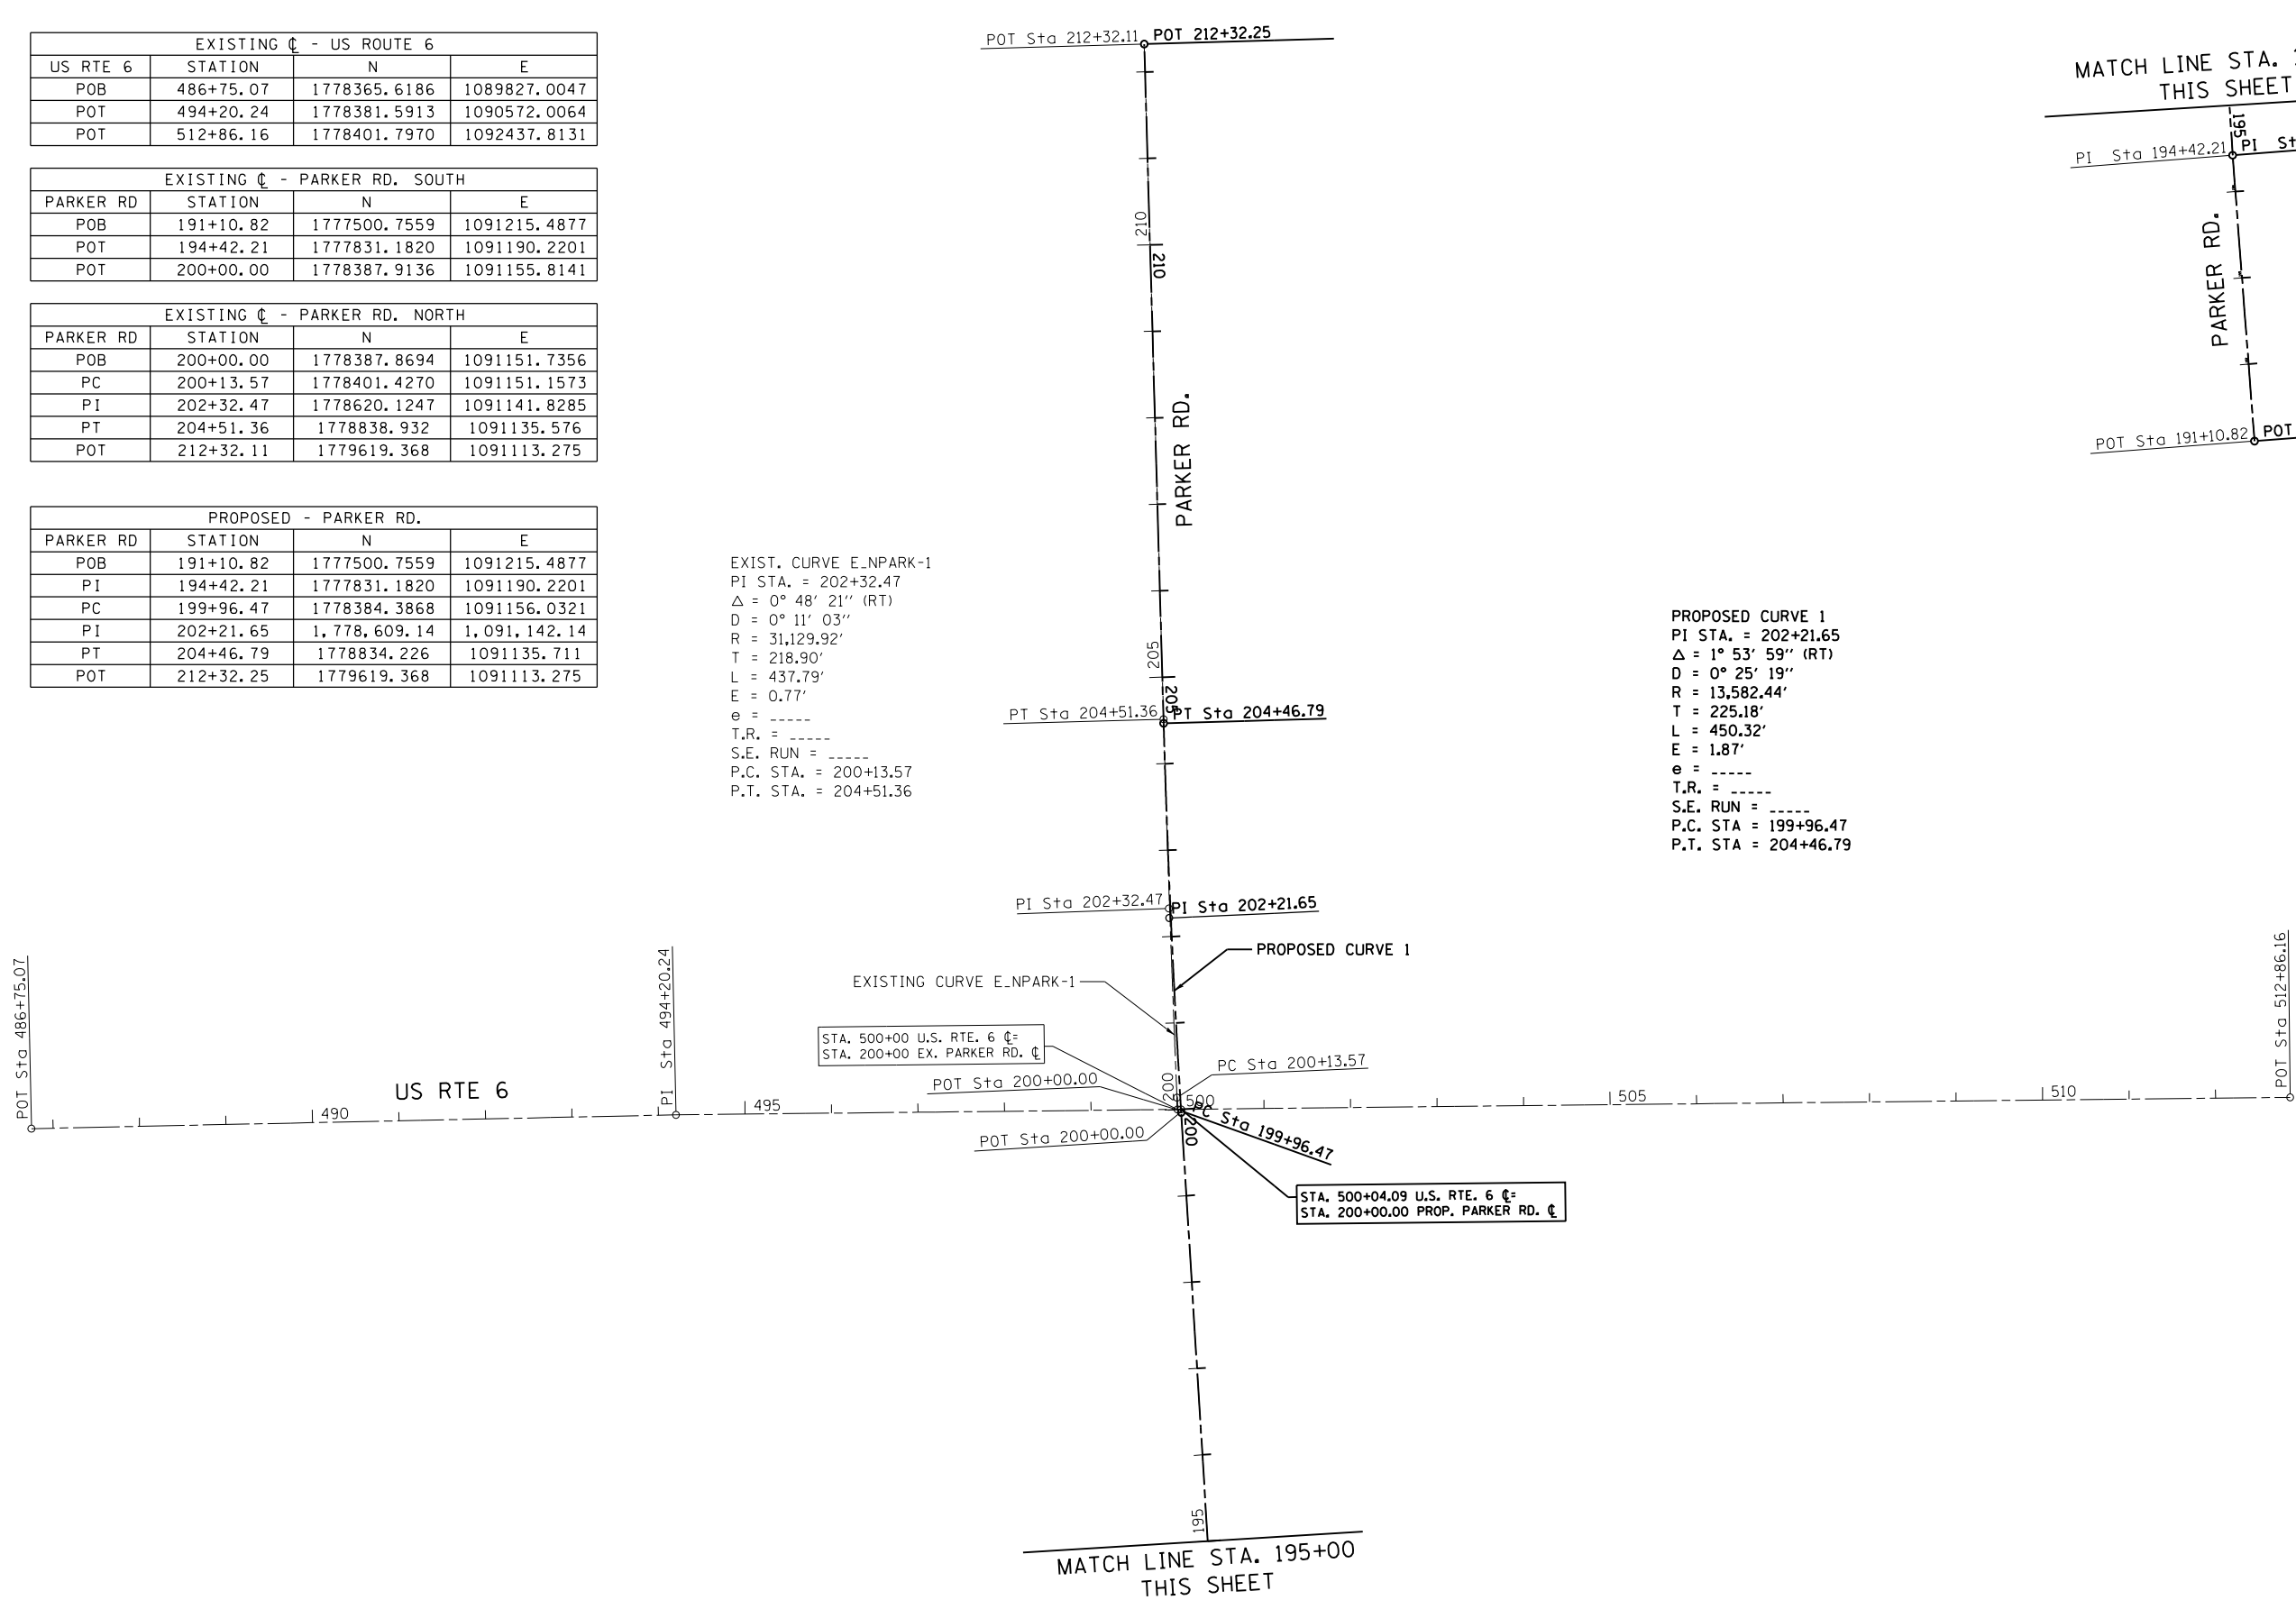 EXISTING ℄ - US ROUTE 6
US RTE 6 STATION N E
POB 486+75.07 1778365.6186 1089827.0047
POT 494+20.24 1778381.5913 1090572.0064
POT 512+86.16 1778401.7970 1092437.8131
EXISTING ℄ - PARKER RD. SOUTH
PARKER RD STATION N E
POB 191+10.82 1777500.7559 1091215.4877
POT 194+42.21 1777831.1820 1091190.2201
POT 200+00.00 1778387.9136 1091155.8141
EXISTING ℄ - PARKER RD. NORTH
PARKER RD STATION N E
POB 200+00.00 1778387.8694 1091151.7356
PC 200+13.57 1778401.4270 1091151.1573
PI 202+32.47 1778620.1247 1091141.8285
PT 204+51.36 1778838.932 1091135.576
POT 212+32.11 1779619.368 1091113.275
PROPOSED - PARKER RD.
PARKER RD STATION N E
POB 191+10.82 1777500.7559 1091215.4877
PI 194+42.21 1777831.1820 1091190.2201
PC 199+96.47 1778384.3868 1091156.0321
PI 202+21.65 1,778,609.14 1,091,142.14
PT 204+46.79 1778834.226 1091135.711
POT 212+32.25 1779619.368 1091113.275
EXIST. CURVE E_NPARK-1
PI STA. = 202+32.47
Δ = 0° 48' 21'' (RT)
D = 0° 11' 03''
R = 31,129.92'
T = 218.90'
L = 437.79'
E = 0.77'
e = _____
T.R. = _____
S.E. RUN = _____
P.C. STA. = 200+13.57
P.T. STA. = 204+51.36
POT Sta 212+32.11
POT 212+32.25
210
210
PARKER RD.
205
205
PT Sta 204+51.36
PT Sta 204+46.79
PI Sta 202+32.47
PI Sta 202+21.65
PROPOSED CURVE 1
EXISTING CURVE E_NPARK-1
STA. 500+00 U.S. RTE. 6 ℄=
STA. 200+00 EX. PARKER RD. ℄
POT Sta 200+00.00
PC Sta 200+13.57
200
500
POT Sta 200+00.00
200
PC Sta 199+96.47
STA. 500+04.09 U.S. RTE. 6 ℄=
STA. 200+00.00 PROP. PARKER RD. ℄
POT Sta 486+75.07
US RTE 6
490
PI Sta 494+20.24
495
505
510
POT Sta 512+86.16
195
MATCH LINE STA. 195+00
THIS SHEET
PROPOSED CURVE 1
PI STA. = 202+21.65
Δ = 1° 53' 59'' (RT)
D = 0° 25' 19''
R = 13,582.44'
T = 225.18'
L = 450.32'
E = 1.87'
e = _____
T.R. = _____
S.E. RUN = _____
P.C. STA = 199+96.47
P.T. STA = 204+46.79
MATCH LINE STA.
THIS SHEET
195
PI Sta 194+42.21
PI
PARKER RD.
POT Sta 191+10.82
POT